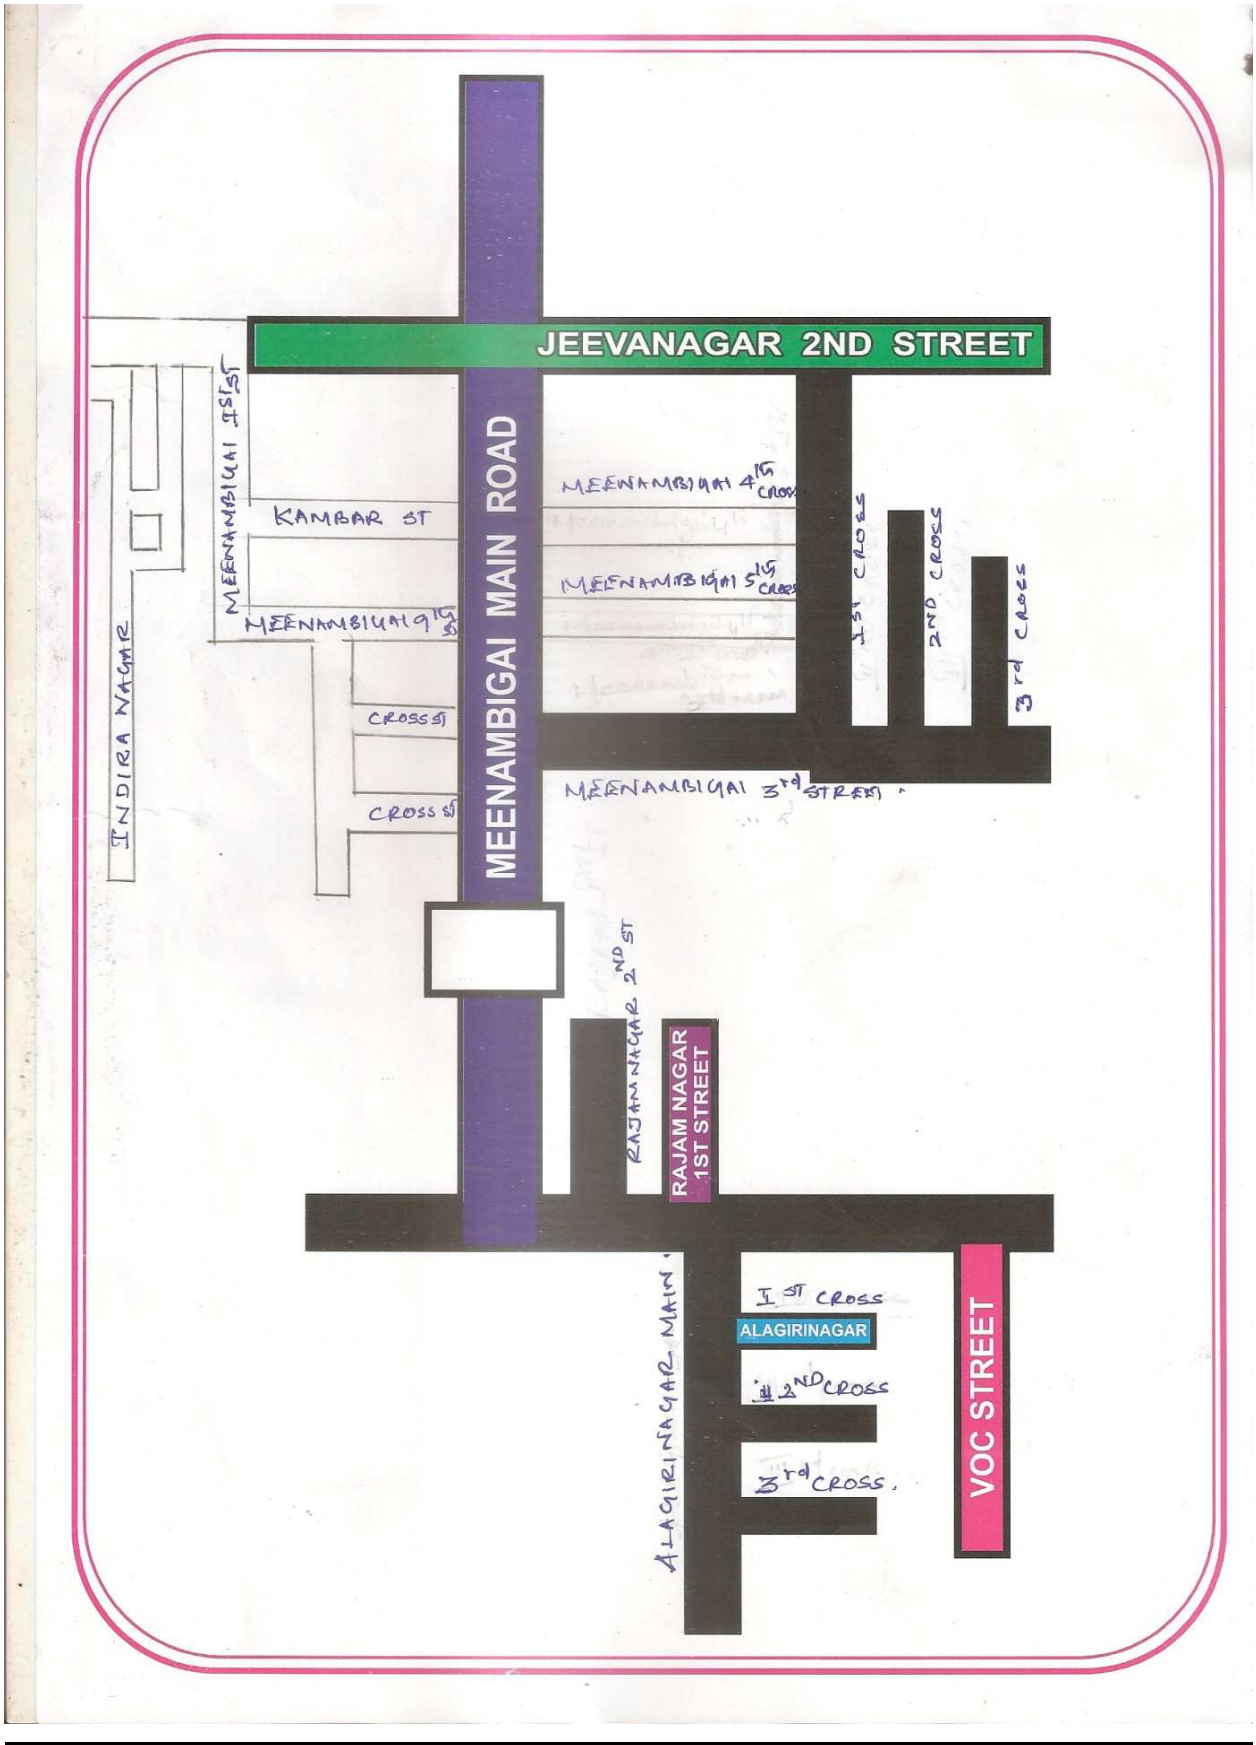 JEEVANAGAR 2ND STREET
MEENAMBIGAI Ist ST
MEENAMBIGAI MAIN ROAD
MEENAMBIGAI 4th CROSS
KAMBAR ST
MEENAMBIGAI 5th CROSS
MEENAMBIGAI 9th ST
1ST CROSS
2ND CROSS
3rd CROSS
INDIRA NAGAR
CROSS ST
MEENAMBIGAI 3rd STREET.
CROSS ST
RAJAM NAGAR 2ND ST
RAJAM NAGAR
1ST STREET
ALAGIRINAGAR MAIN.
IST CROSS
ALAGIRINAGAR
2ND CROSS
3rd CROSS.
VOC STREET